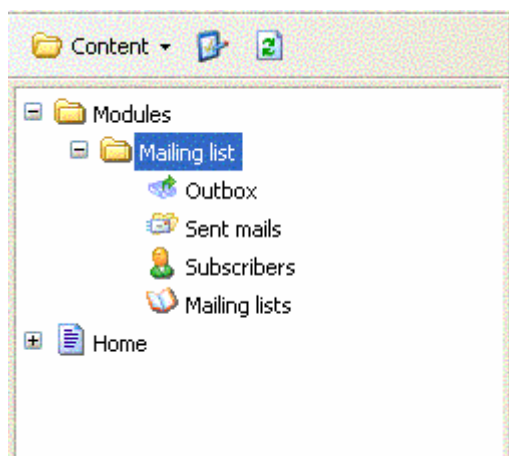 Content
Modules
Mailing list
Outbox
Sent mails
Subscribers
Mailing lists
Home